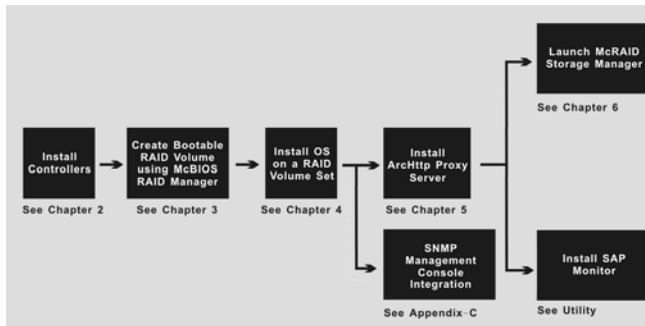 Launch McRAID
Storage Manager
See Chapter 6
Install
Controllers
See Chapter 2
Create Bootable
RAID Volume
using McBIOS
RAID Manager
See Chapter 3
Install OS
on a RAID
Volume Set
See Chapter 4
Install
ArcHttp Proxy
Server
See Chapter 5
SNMP
Management
Console
Integration
See Appendix-C
Install SAP
Monitor
See Utility